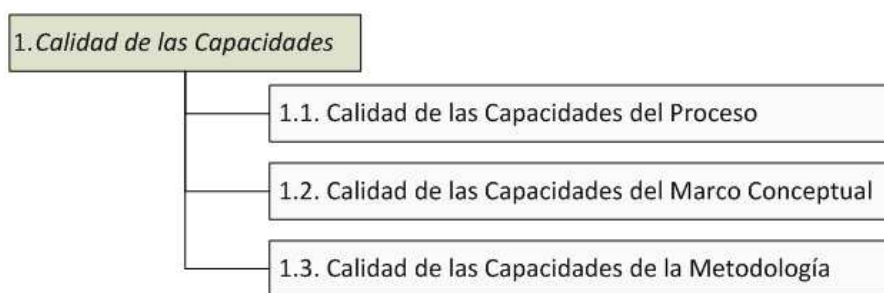 1. Calidad de las Capacidades
1.1. Calidad de las Capacidades del Proceso
1.2. Calidad de las Capacidades del Marco Conceptual
1.3. Calidad de las Capacidades de la Metodología